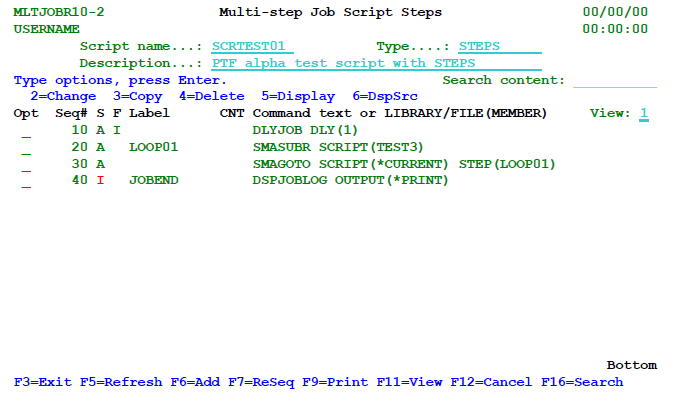 MLTJOBR10-2 Multi-step Job Script Steps 00/00/00
USERNAME 00:00:00
Script name...: SCRTEST01 Type....: STEPS
Description...: PTF alpha test script with STEPS
Type options, press Enter. Search content:
2=Change 3=Copy 4=Delete 5=Display 6=DspSrc
Opt Seq# S F Label CNT Command text or LIBRARY/FILE(MEMBER) View: 1
10 A I DLYJOB DLY(1)
20 A LOOP01 SMASUBR SCRIPT(TEST3)
30 A SMAGOTO SCRIPT(*CURRENT) STEP(LOOP01)
40 I JOBEND DSPJOBLOG OUTPUT(*PRINT)
Bottom
F3=Exit F5=Refresh F6=Add F7=ReSeq F9=Print F11=View F12=Cancel F16=Search